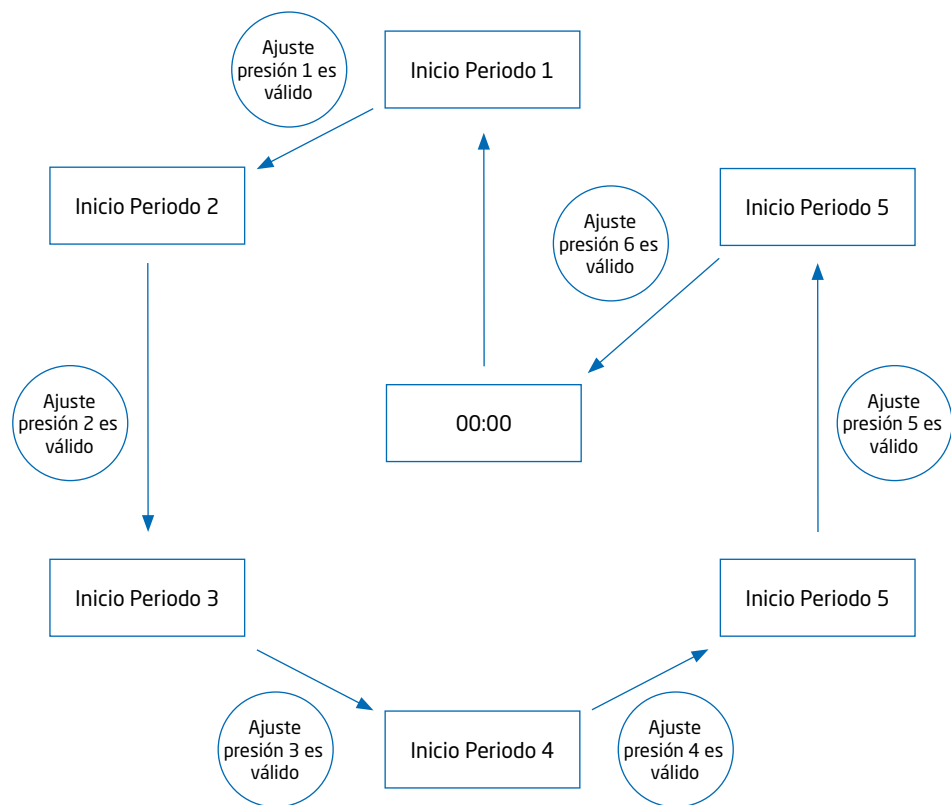 Ajuste
presión 1 es
válido
Inicio Periodo 1
Inicio Periodo 2
Ajuste
presión 6 es
válido
Inicio Periodo 5
Ajuste
presión 2 es
válido
00:00
Ajuste
presión 5 es
válido
Inicio Periodo 3
Inicio Periodo 5
Ajuste
presión 3 es
válido
Inicio Periodo 4
Ajuste
presión 4 es
válido